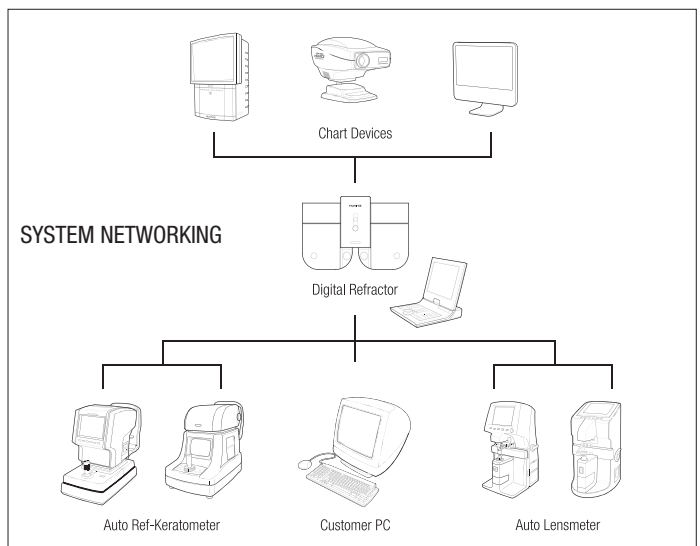 Chart Devices
SYSTEM NETWORKING
Digital Refractor
Auto Ref-Keratometer
Customer PC
Auto Lensmeter